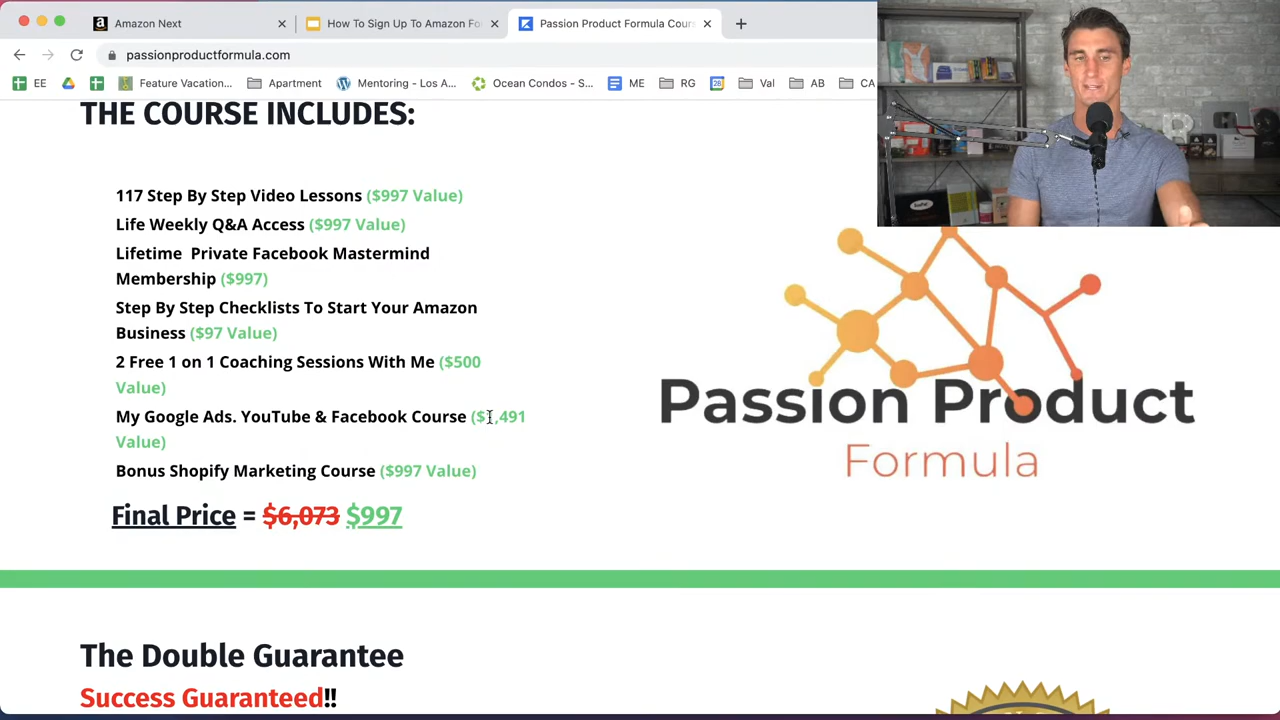 Amazon Next
How To Sign Up To Amazon Fo
Passion Product Formula Cour
passionproductformula.com
EE
Feature Vacation...
Apartment
Mentoring - Los A...
Ocean Condos - S...
ME
RG
28
Val
AB
CA
THE COURSE INCLUDES:
117 Step By Step Video Lessons ($997 Value)
Life Weekly Q&A Access ($997 Value)
Lifetime Private Facebook Mastermind
Membership ($997)
Step By Step Checklists To Start Your Amazon
Business ($97 Value)
2 Free 1 on 1 Coaching Sessions With Me ($500
Value)
My Google Ads. YouTube & Facebook Course ($1,491
Value)
Bonus Shopify Marketing Course ($997 Value)
Final Price = $6,073 $997
Passion Product
Formula
The Double Guarantee
Success Guaranteed!!